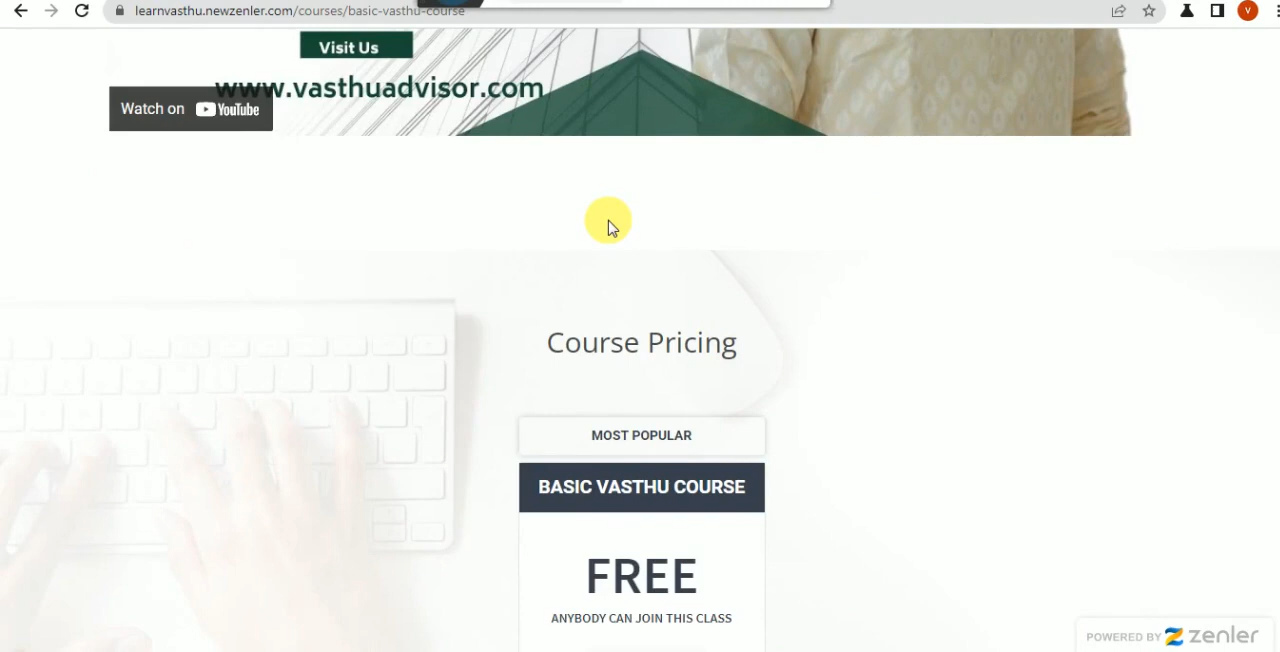 learnvasthu.newzenler.com/courses/basic-vasthu-course
V
Visit Us
www.vasthuadvisor.com
Watch on YouTube
Course Pricing
MOST POPULAR
BASIC VASTHU COURSE
FREE
ANYBODY CAN JOIN THIS CLASS
POWERED BY zenler